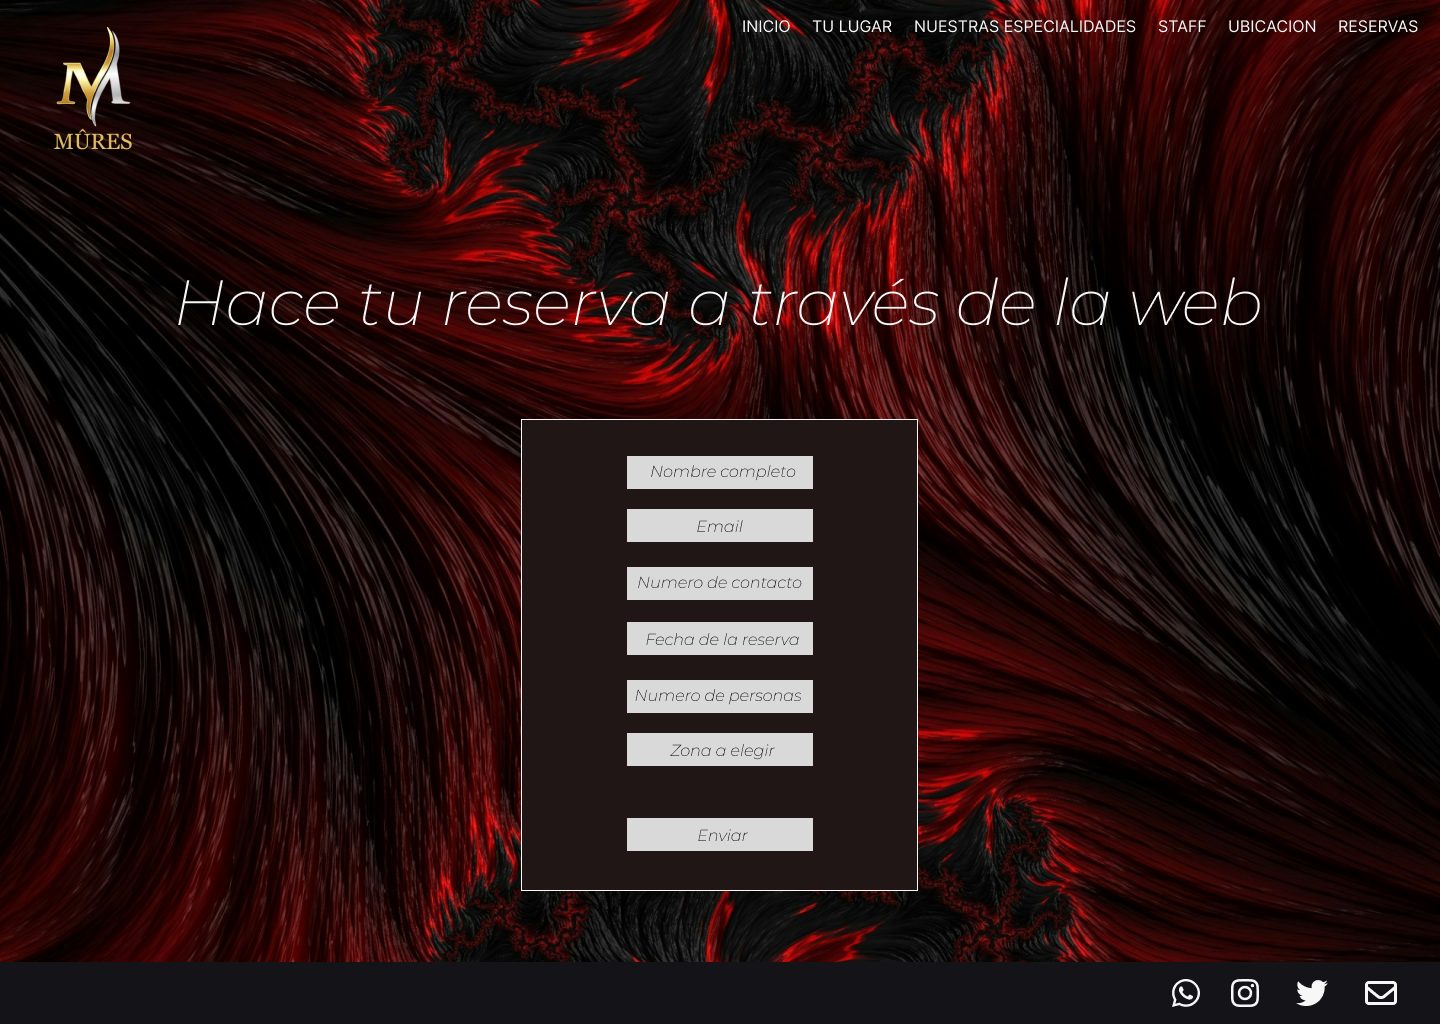 INICIO TU LUGAR NUESTRAS ESPECIALIDADES STAFF UBICACION RESERVAS
M
MÛRES
Hace tu reserva a través de la web
Nombre completo
Email
Numero de contacto
Fecha de la reserva
Numero de personas
Zona a elegir
Enviar